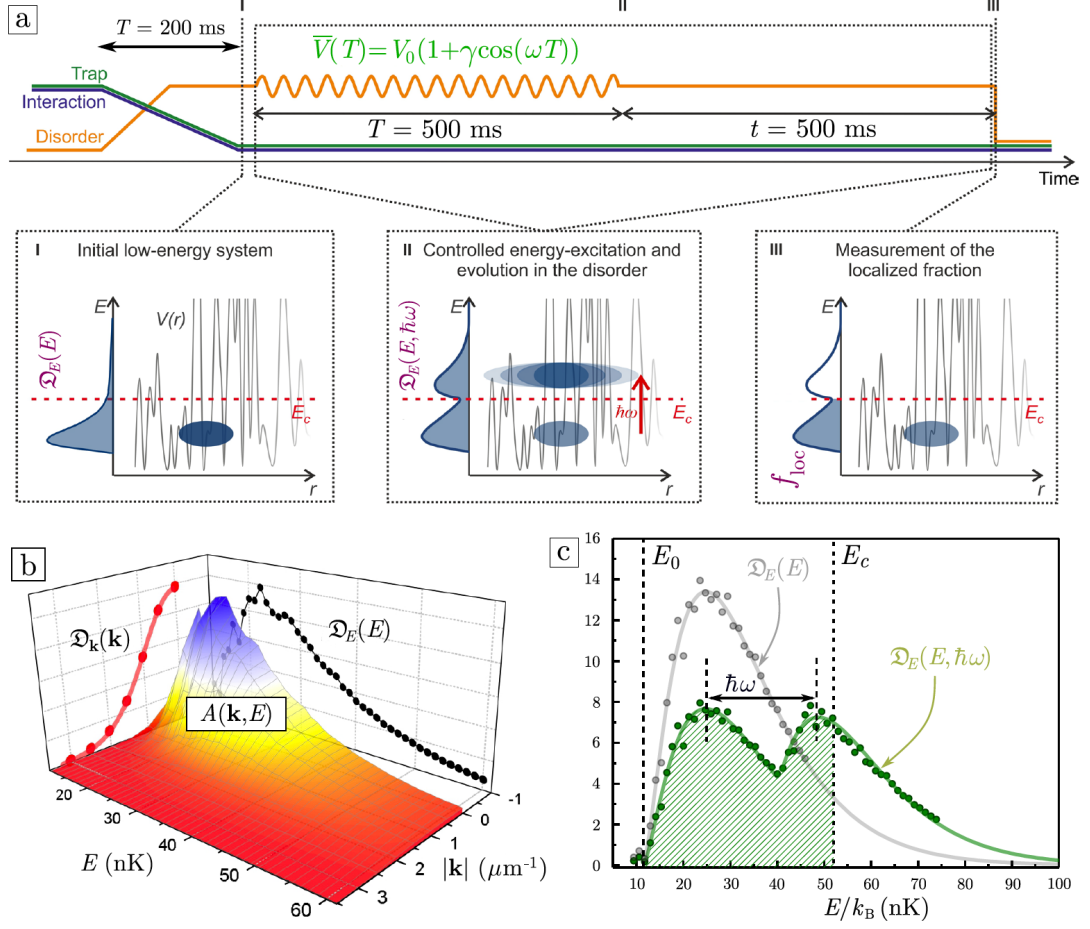 a
I
II
III
T = 200 ms
V̅(T)=V₀(1+γcos(ωT))
Trap
Interaction
Disorder
T = 500 ms
t = 500 ms
Time
I Initial low-energy system
E
V(r)
𝔇_E(E)
E_c
r
II Controlled energy-excitation and
evolution in the disorder
E
𝔇_E(E,ℏω)
ℏω
E_c
r
III Measurement of the
localized fraction
E
E_c
f_loc
r
b
𝔇_k(k)
𝔇_E(E)
A(k,E)
20
30
40
50
60
E (nK)
-1
0
1
2
3
|k| (μm⁻¹)
c
16
14
12
10
8
6
4
2
0
E₀
𝔇_E(E)
E_c
𝔇_E(E,ℏω)
ℏω
10 20 30 40 50 60 70 80 90 100
E/k_B (nK)